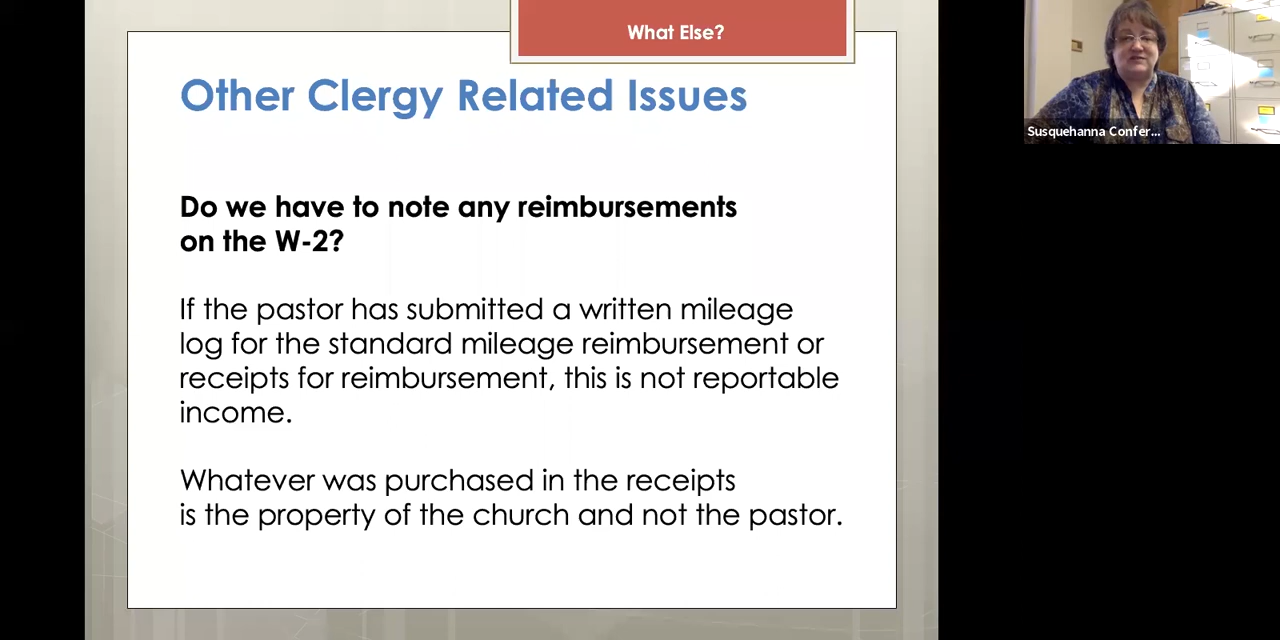 What Else?
Other Clergy Related Issues
Do we have to note any reimbursements
on the W-2?
If the pastor has submitted a written mileage
log for the standard mileage reimbursement or
receipts for reimbursement, this is not reportable
income.
Whatever was purchased in the receipts
is the property of the church and not the pastor.
Susquehanna Confer...